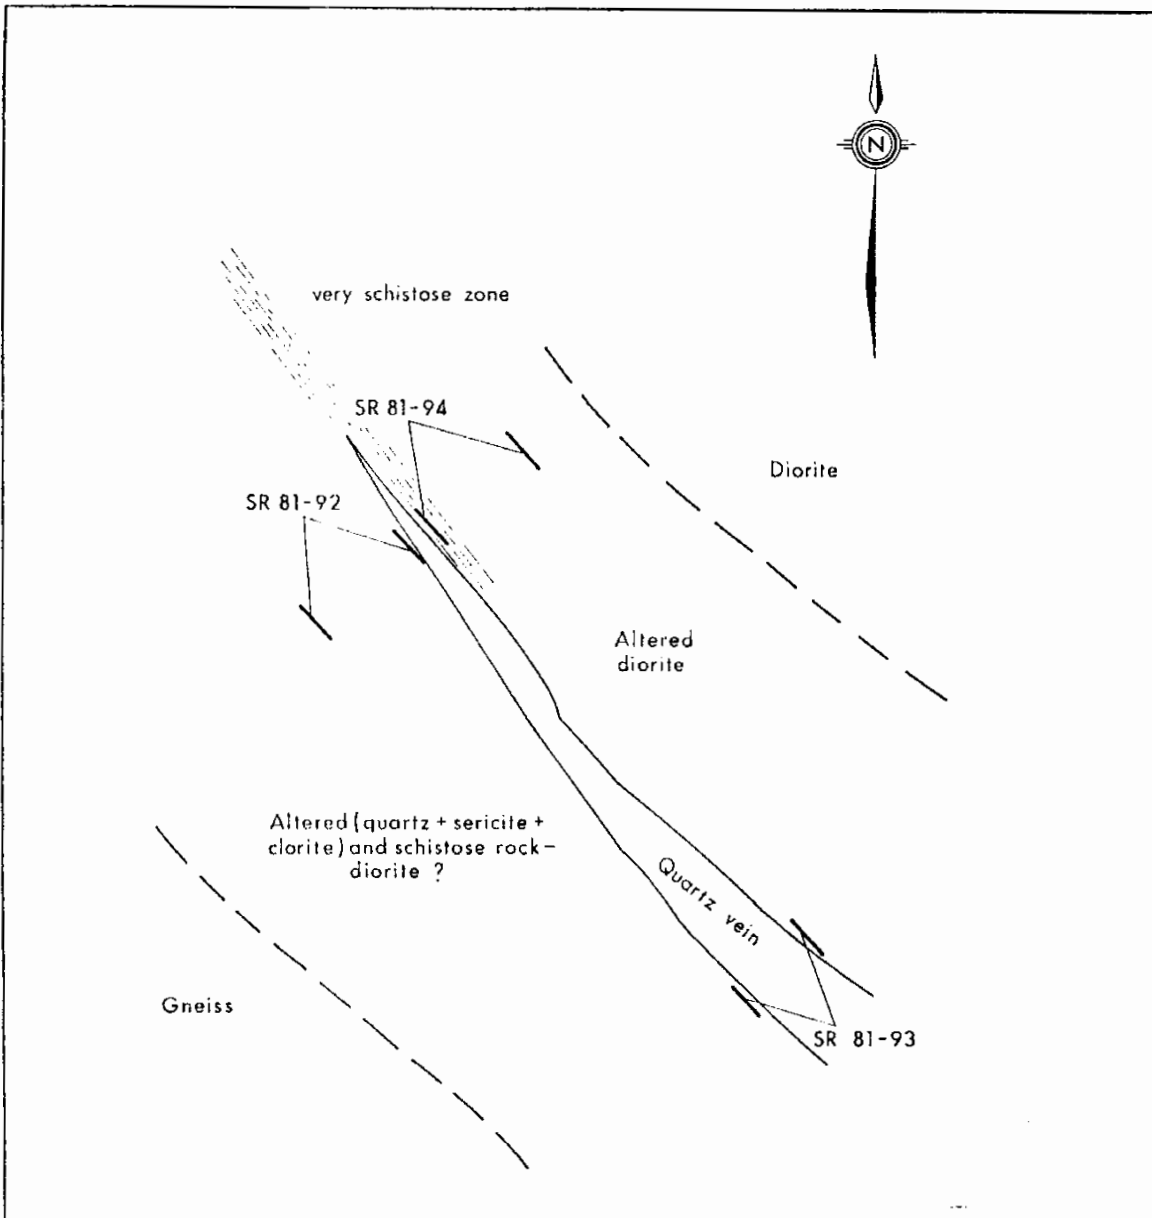 N
very schistose zone
SR 81-94
Diorite
SR 81-92
Altered
diorite
Altered (quartz + sericite +
clorite) and schistose rock-
diorite ?
Quartz vein
Gneiss
SR 81-93